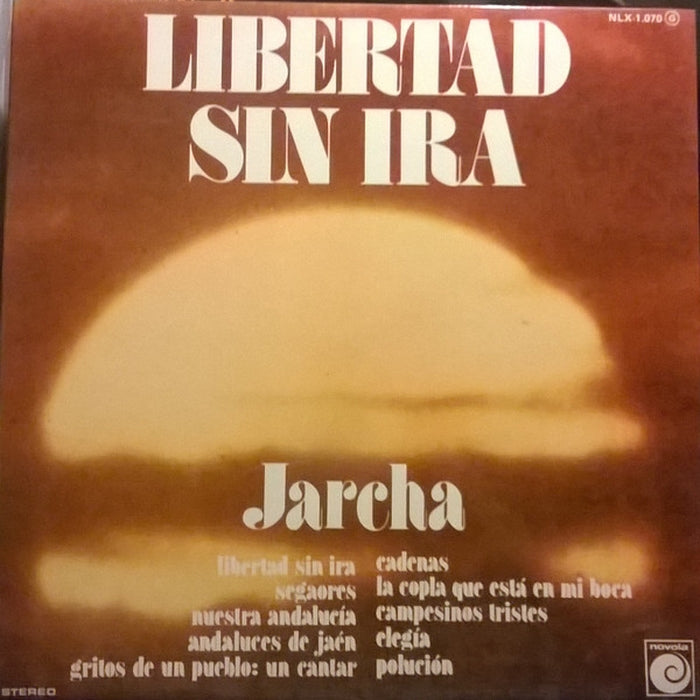 NLX-1.070 G
LIBERTAD
SIN IRA
Jarcha
libertad sin ira
segaores
nuestra andalucía
andaluces de jaén
gritos de un pueblo: un cantar
cadenas
la copla que está en mi boca
campesinos tristes
elegía
polución
STEREO
novola